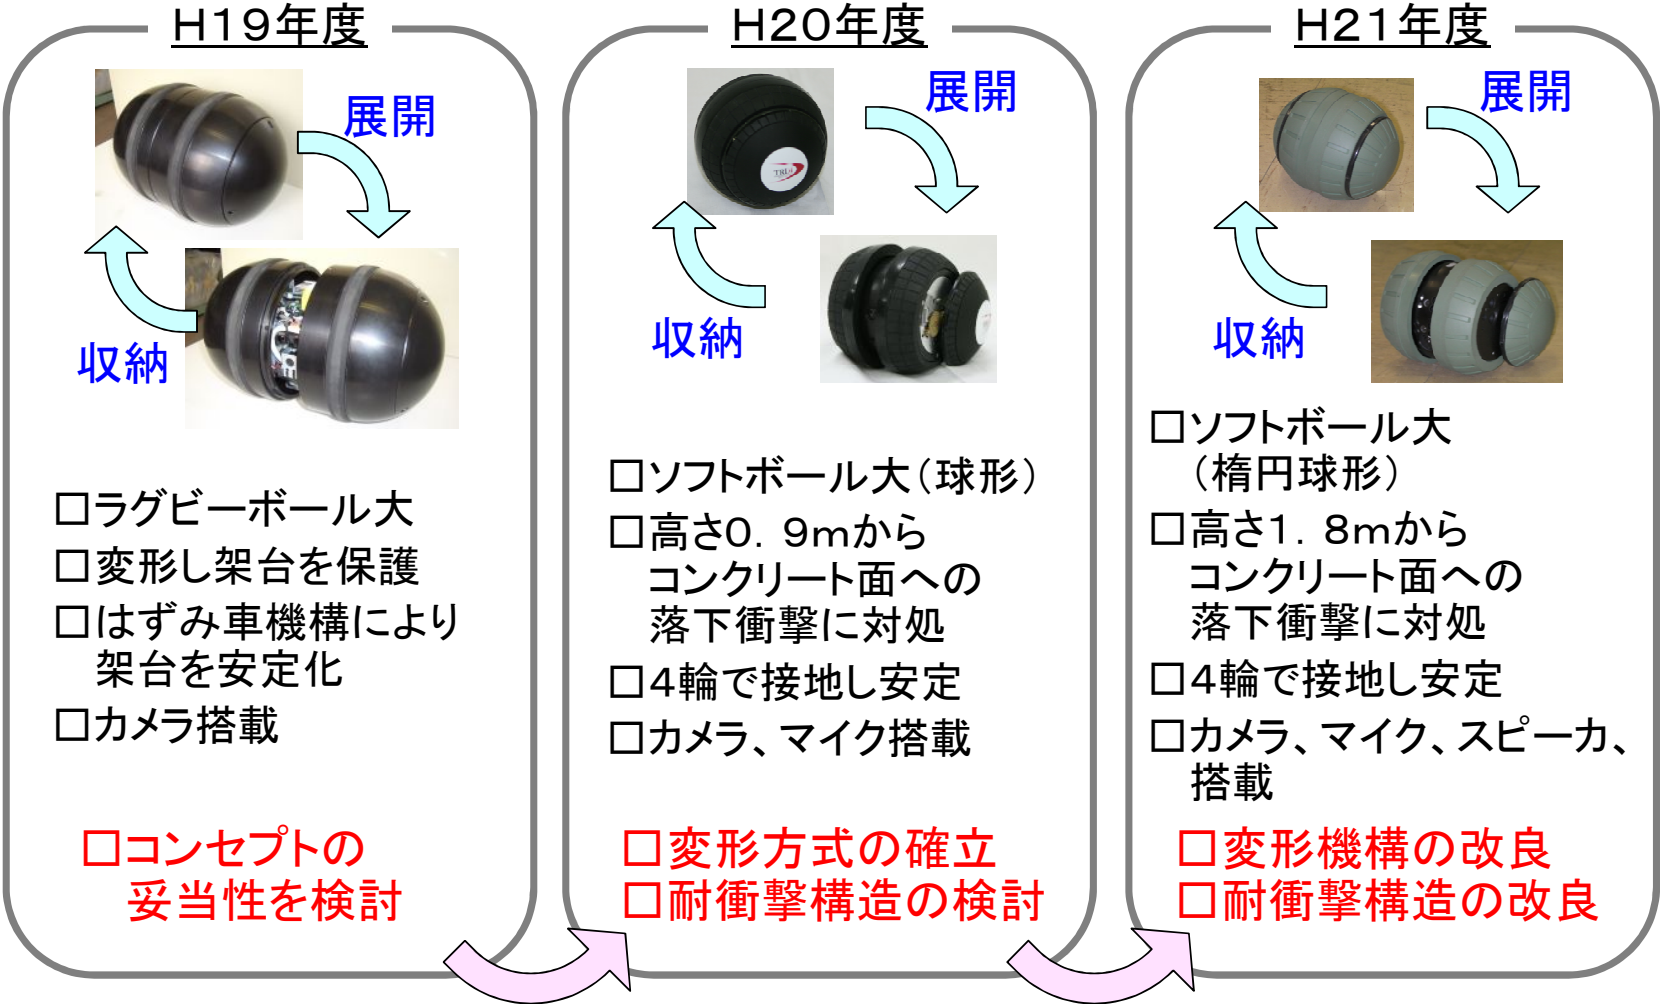 H19年度
展開
収納
□ラグビーボール大
□変形し架台を保護
□はずみ車機構により
架台を安定化
□カメラ搭載
□コンセプトの
妥当性を検討
H20年度
TRDI
展開
収納
□ソフトボール大（球形）
□高さ0．9mから
コンクリート面への
落下衝撃に対処
□4輪で接地し安定
□カメラ、マイク搭載
□変形方式の確立
□耐衝撃構造の検討
H21年度
展開
収納
□ソフトボール大
（楕円球形）
□高さ1．8mから
コンクリート面への
落下衝撃に対処
□4輪で接地し安定
□カメラ、マイク、スピーカ、
搭載
□変形機構の改良
□耐衝撃構造の改良